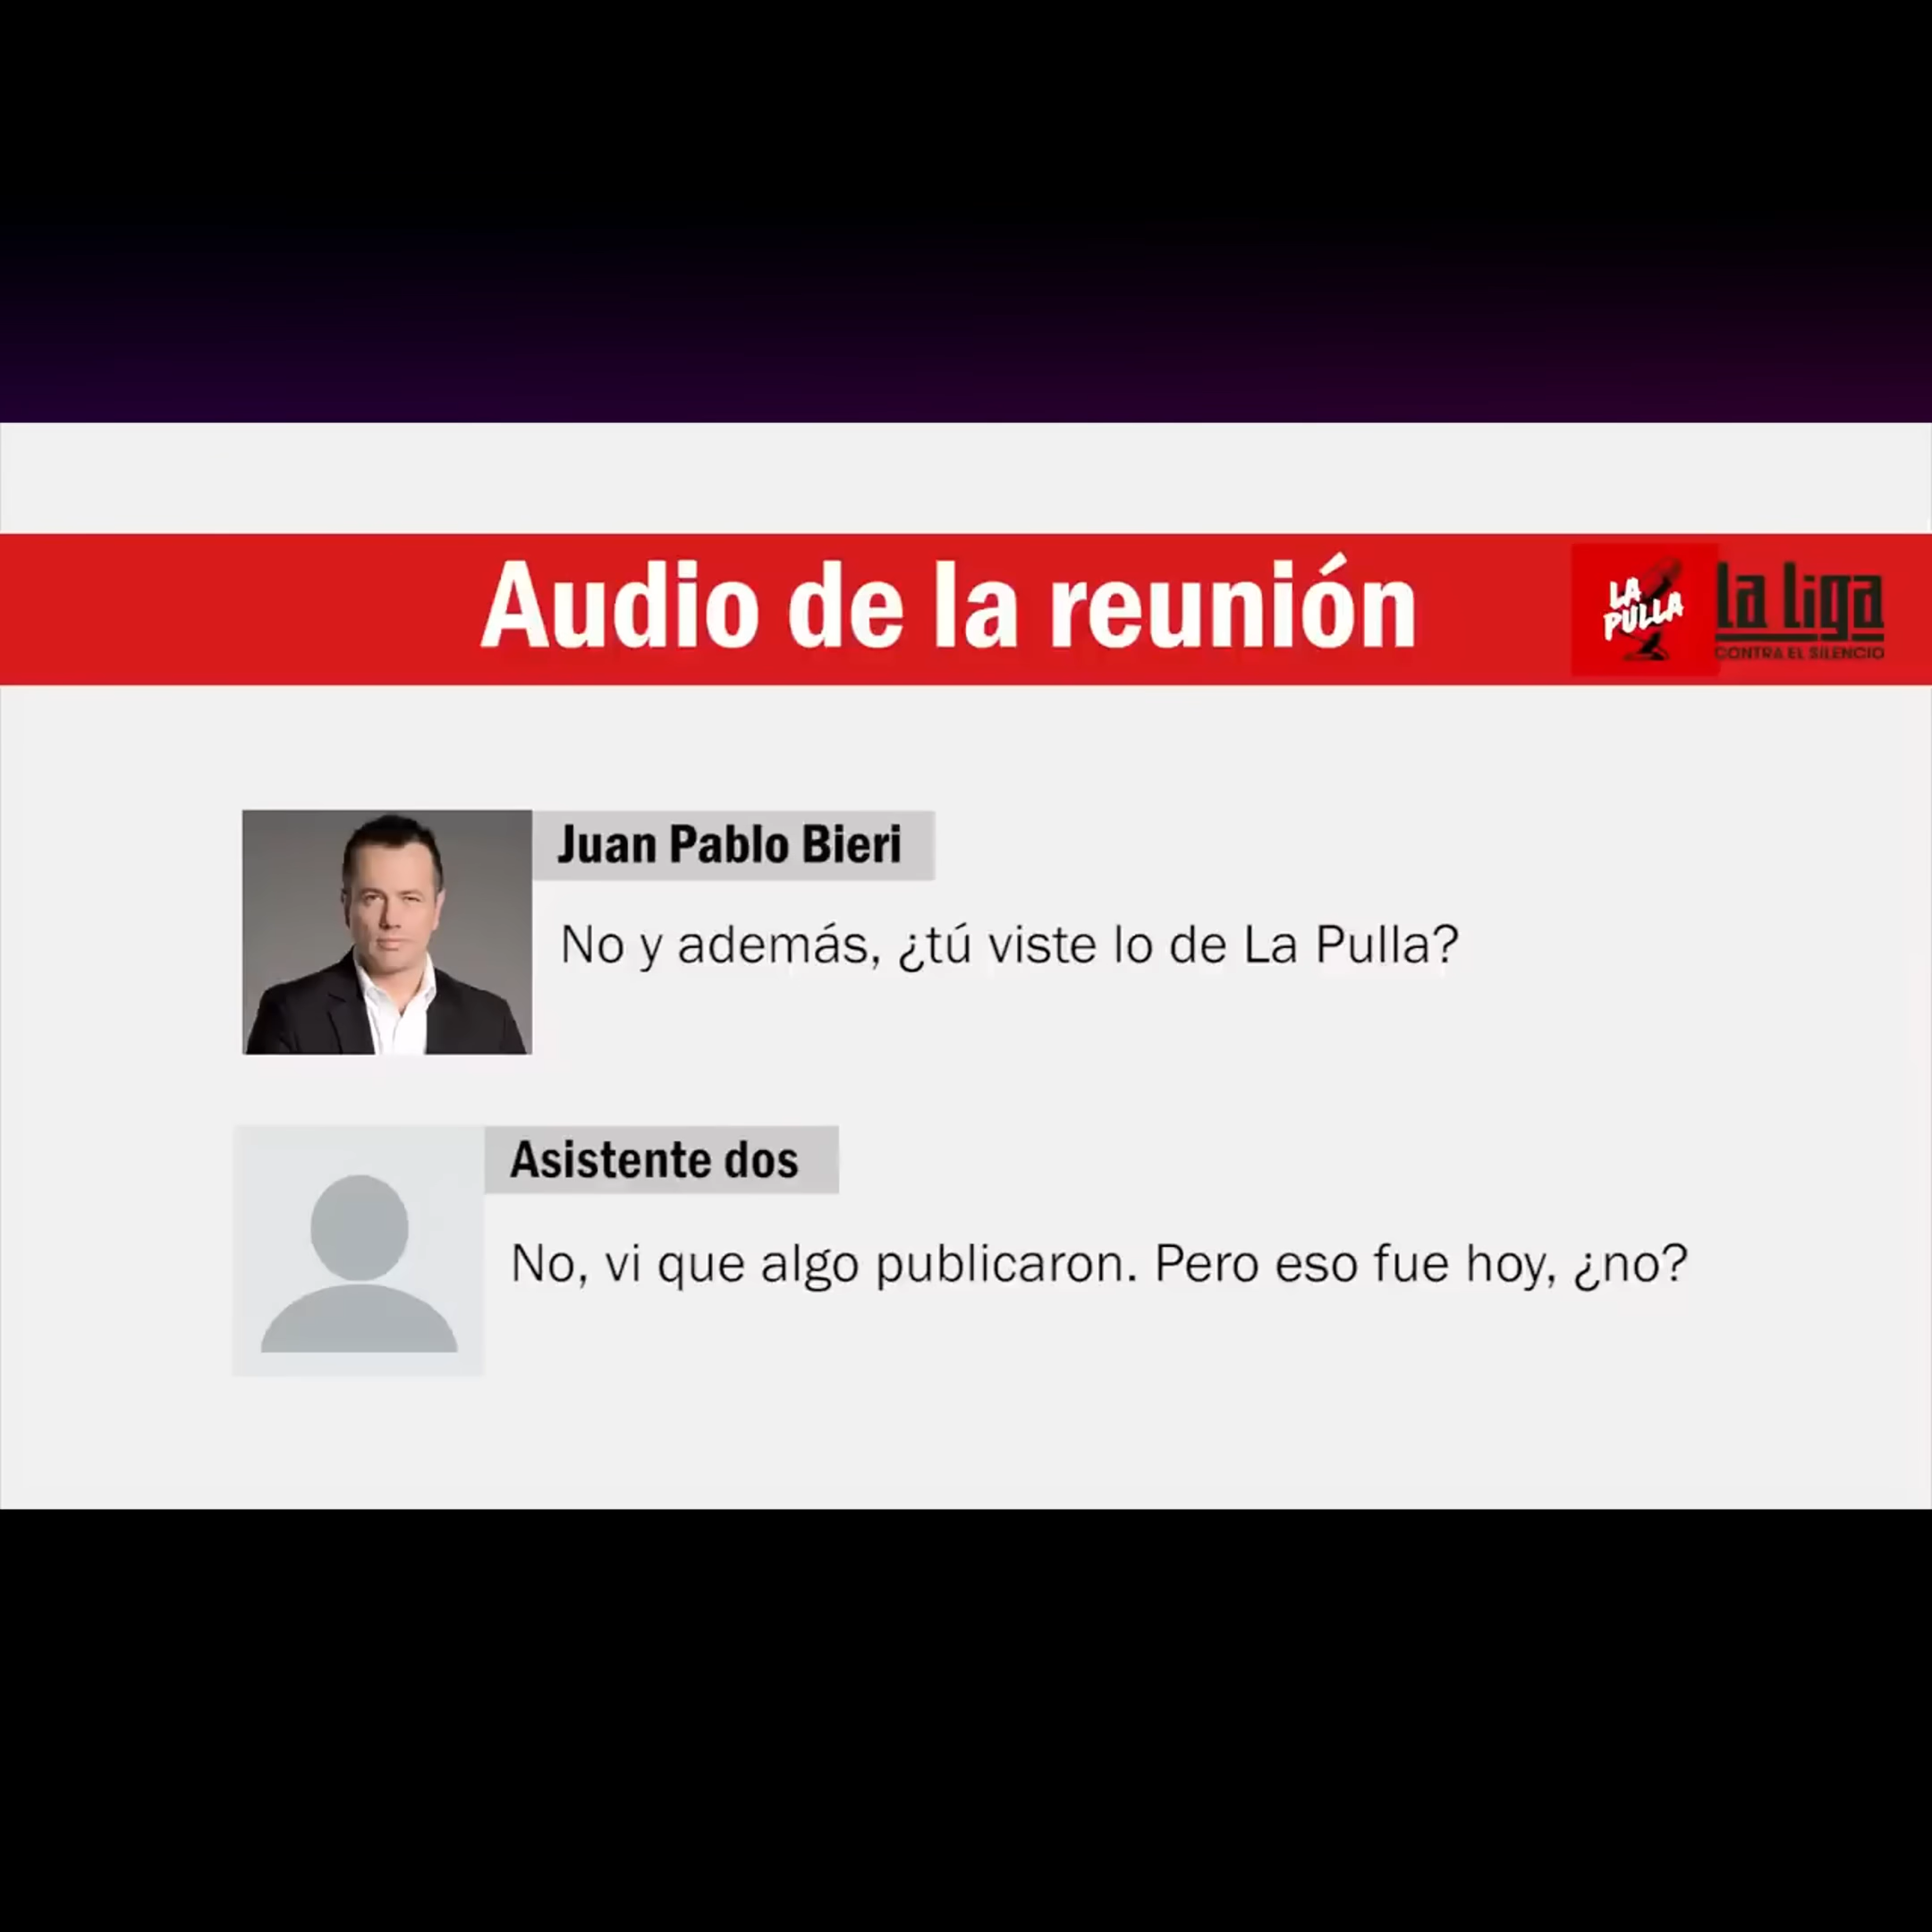 Audio de la reunión
LA
PULLA
la liga
CONTRA EL SILENCIO
Juan Pablo Bieri
No y además, ¿tú viste lo de La Pulla?
Asistente dos
No, vi que algo publicaron. Pero eso fue hoy, ¿no?